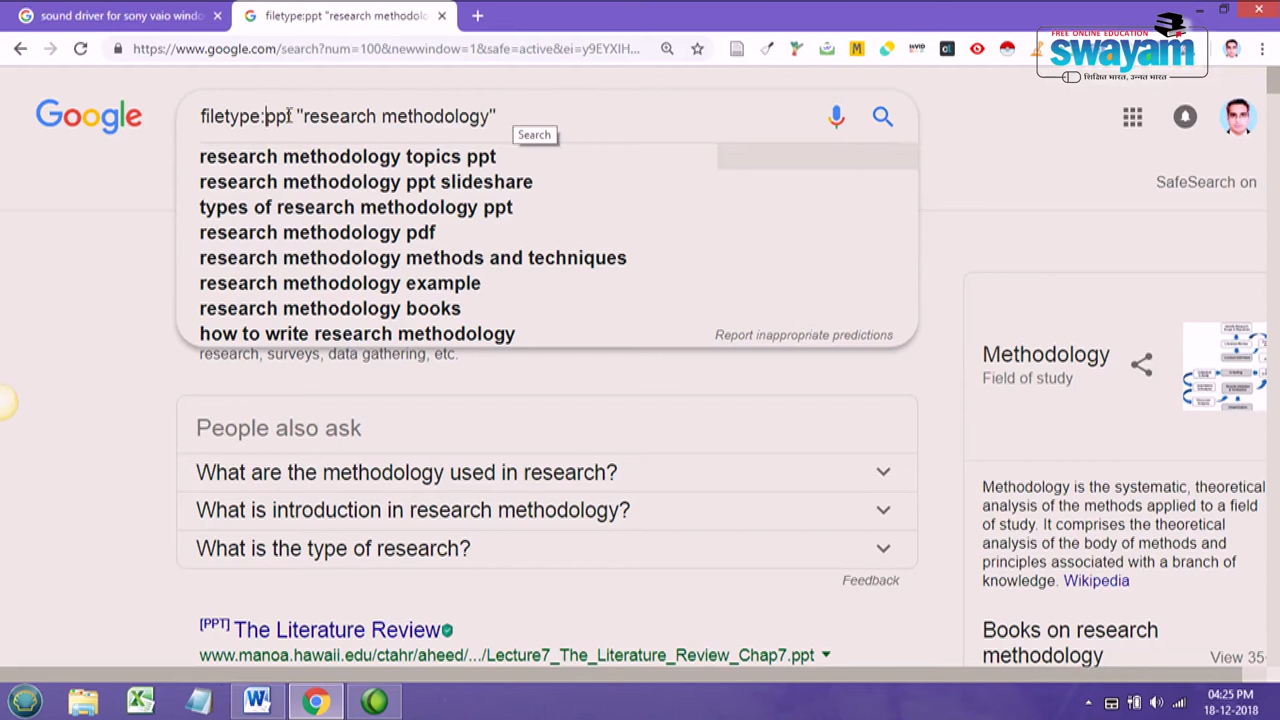 sound driver for sony vaio wind
filetype:ppt "research methodolo
https://www.google.com/search?num=100&newwindow=1&safe=active&ei=y9EYXIH...
FREE ONLINE EDUCATION
swayam
शिक्षित भारत, उन्नत भारत
Google
filetype:ppt "research methodology"
Search
research methodology topics ppt
research methodology ppt slideshare
types of research methodology ppt
research methodology pdf
research methodology methods and techniques
research methodology example
research methodology books
how to write research methodology
Report inappropriate predictions
research, surveys, data gathering, etc.
SafeSearch on
People also ask
What are the methodology used in research?
What is introduction in research methodology?
What is the type of research?
Feedback
[PPT] The Literature Review
www.manoa.hawaii.edu/ctahr/aheed/.../Lecture7_The_Literature_Review_Chap7.ppt
Methodology
Field of study
Methodology is the systematic, theoretical
analysis of the methods applied to a field
of study. It comprises the theoretical
analysis of the body of methods and
principles associated with a branch of
knowledge. Wikipedia
Books on research
methodology
View 35
04:25 PM
18-12-2018